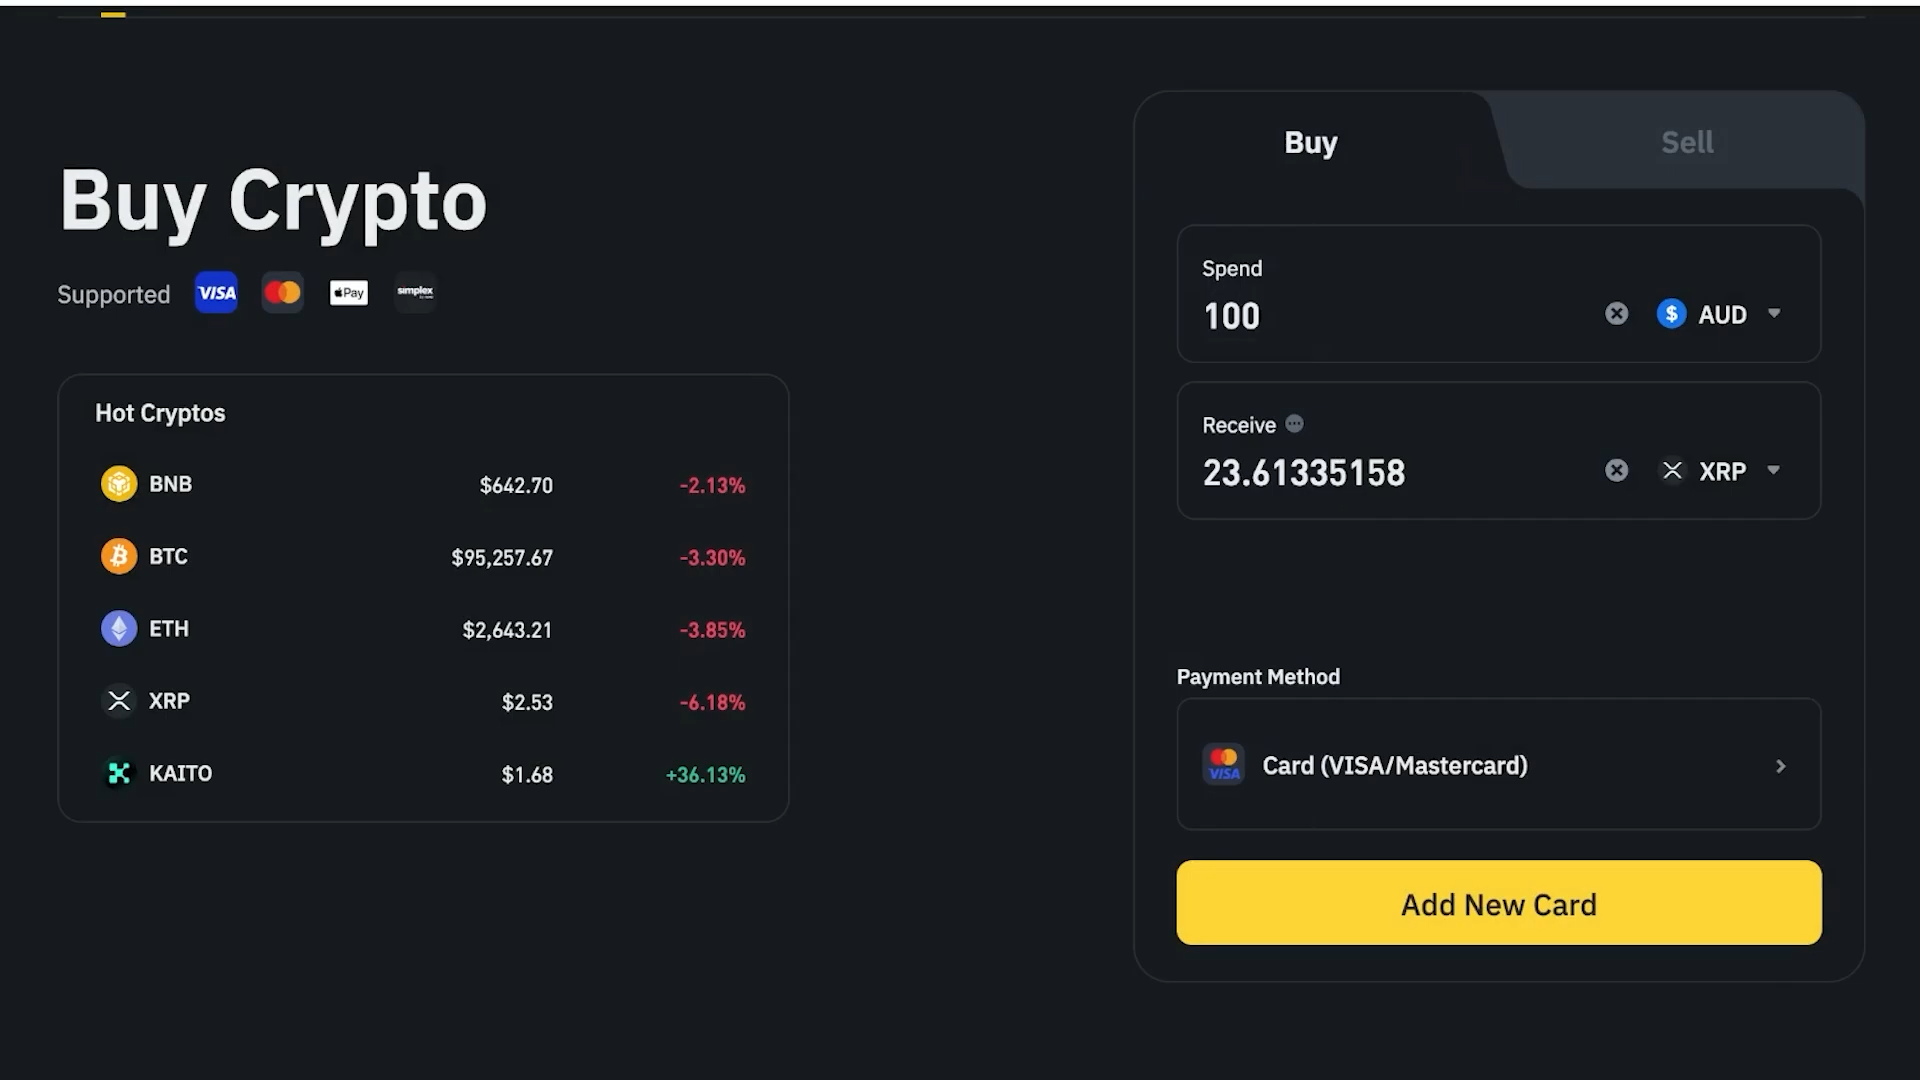 Buy Crypto
Supported VISA Pay simplex
Hot Cryptos
BNB $642.70 -2.13%
BTC $95,257.67 -3.30%
ETH $2,643.21 -3.85%
XRP $2.53 -6.18%
KAITO $1.68 +36.13%
Buy Sell
Spend
100 $ AUD
Receive
23.61335158 XRP
Payment Method
VISA Card (VISA/Mastercard)
Add New Card